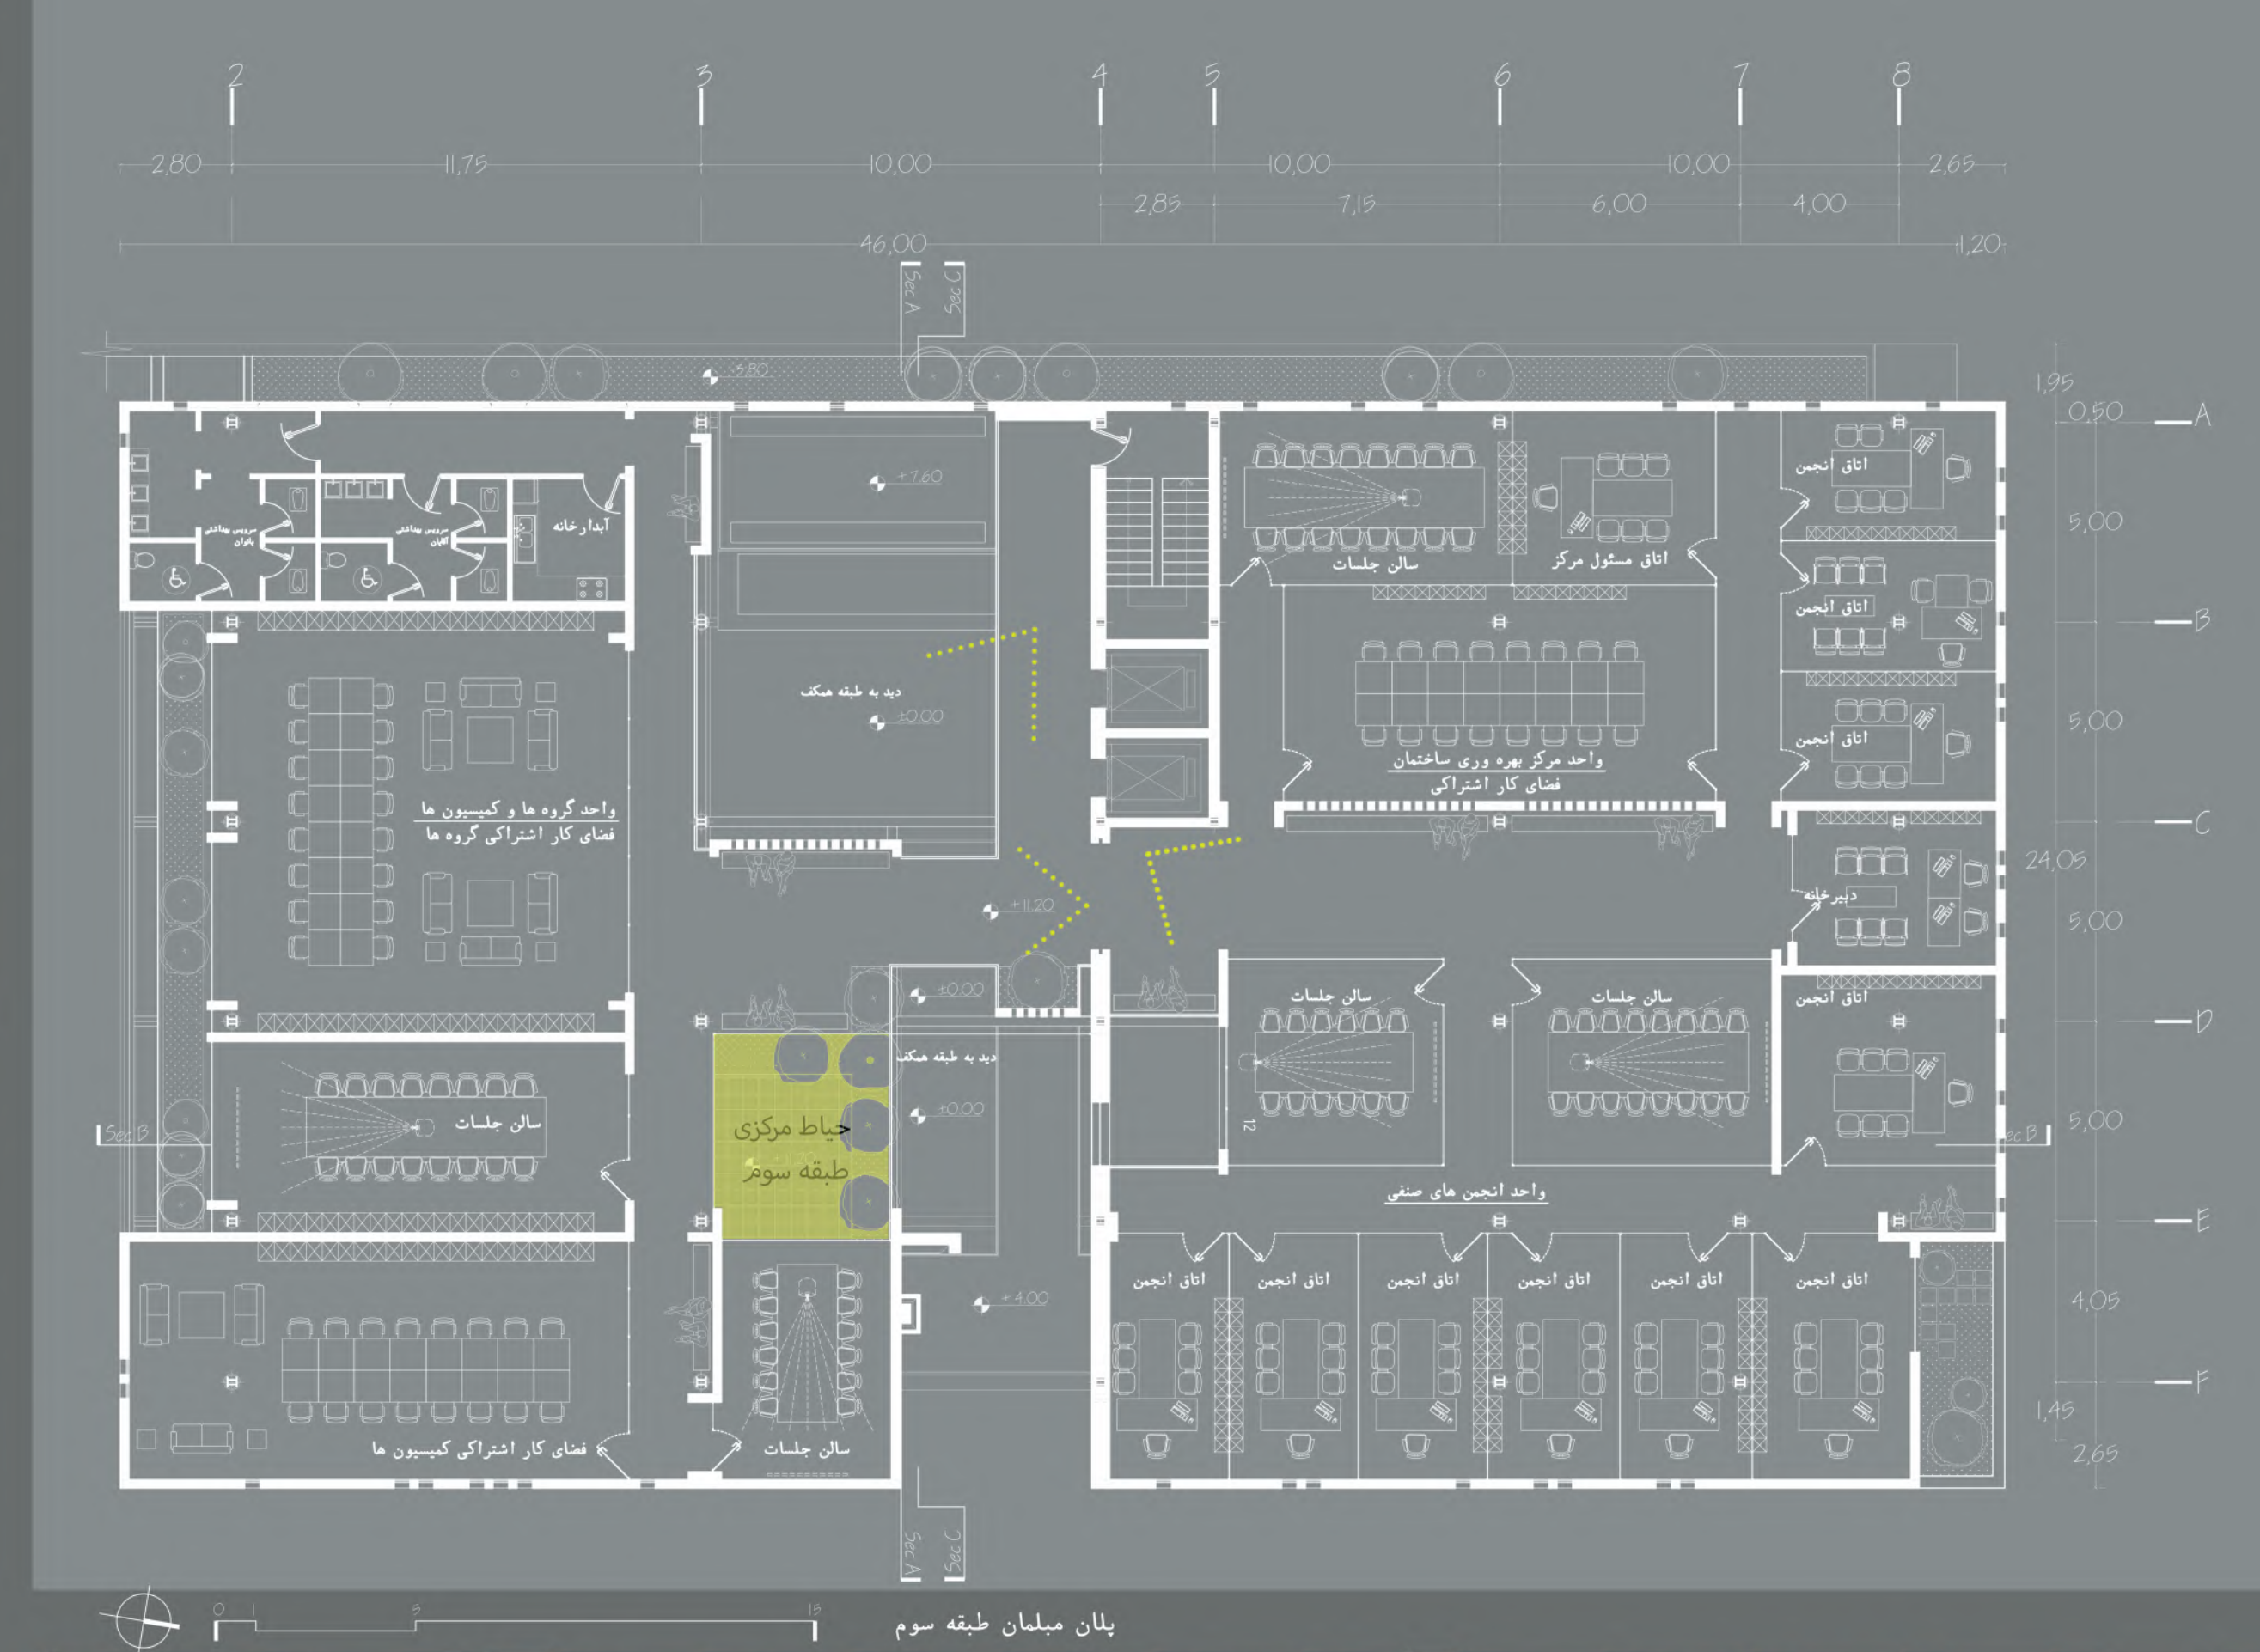 2 3 4 5 6 7 8
2,80 11,75 10,00 10,00 10,00 2,65
2,85 7,15 6,00 4,00
46,00 1,20
Sec A Sec C
1,95
3.80
0,50 A
+7.60
سرویس بهداشتی بانوان
سرویس بهداشتی آقایان
آبدارخانه
سالن جلسات
اتاق مسئول مرکز
اتاق انجمن
5,00
اتاق انجمن
B
دید به طبقه همکف
±0.00
5,00
اتاق انجمن
واحد مرکز بهره وری ساختمان
فضای کار اشتراکی
واحد گروه ها و کمیسیون ها
فضای کار اشتراکی گروه ها
C
24,05
دبیرخانه
+11.20
5,00
±0.00
سالن جلسات
سالن جلسات
اتاق انجمن
D
دید به طبقه همکف
±0.00
حیاط مرکزی
طبقه سوم
سالن جلسات
12
5,00
Sec B
ec B
واحد انجمن های صنفی
E
اتاق انجمن
اتاق انجمن
اتاق انجمن
اتاق انجمن
اتاق انجمن
اتاق انجمن
+4.00
4,05
F
1,45
2,65
فضای کار اشتراکی کمیسیون ها
سالن جلسات
Sec A Sec C
0 1 5 15
پلان مبلمان طبقه سوم